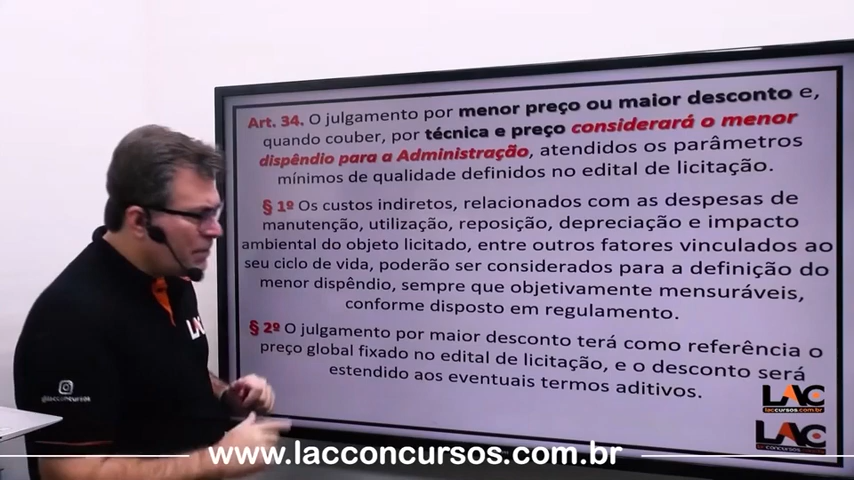 Art. 34. O julgamento por menor preço ou maior desconto e,
quando couber, por técnica e preço considerará o menor
dispêndio para a Administração, atendidos os parâmetros
mínimos de qualidade definidos no edital de licitação.
§ 1º Os custos indiretos, relacionados com as despesas de
manutenção, utilização, reposição, depreciação e impacto
ambiental do objeto licitado, entre outros fatores vinculados ao
seu ciclo de vida, poderão ser considerados para a definição do
menor dispêndio, sempre que objetivamente mensuráveis,
conforme disposto em regulamento.
§ 2º O julgamento por maior desconto terá como referência o
preço global fixado no edital de licitação, e o desconto será
estendido aos eventuais termos aditivos.
LAC
laccursos.com.br
LAC
LA
@lacconcursos
www.lacconcursos.com.br